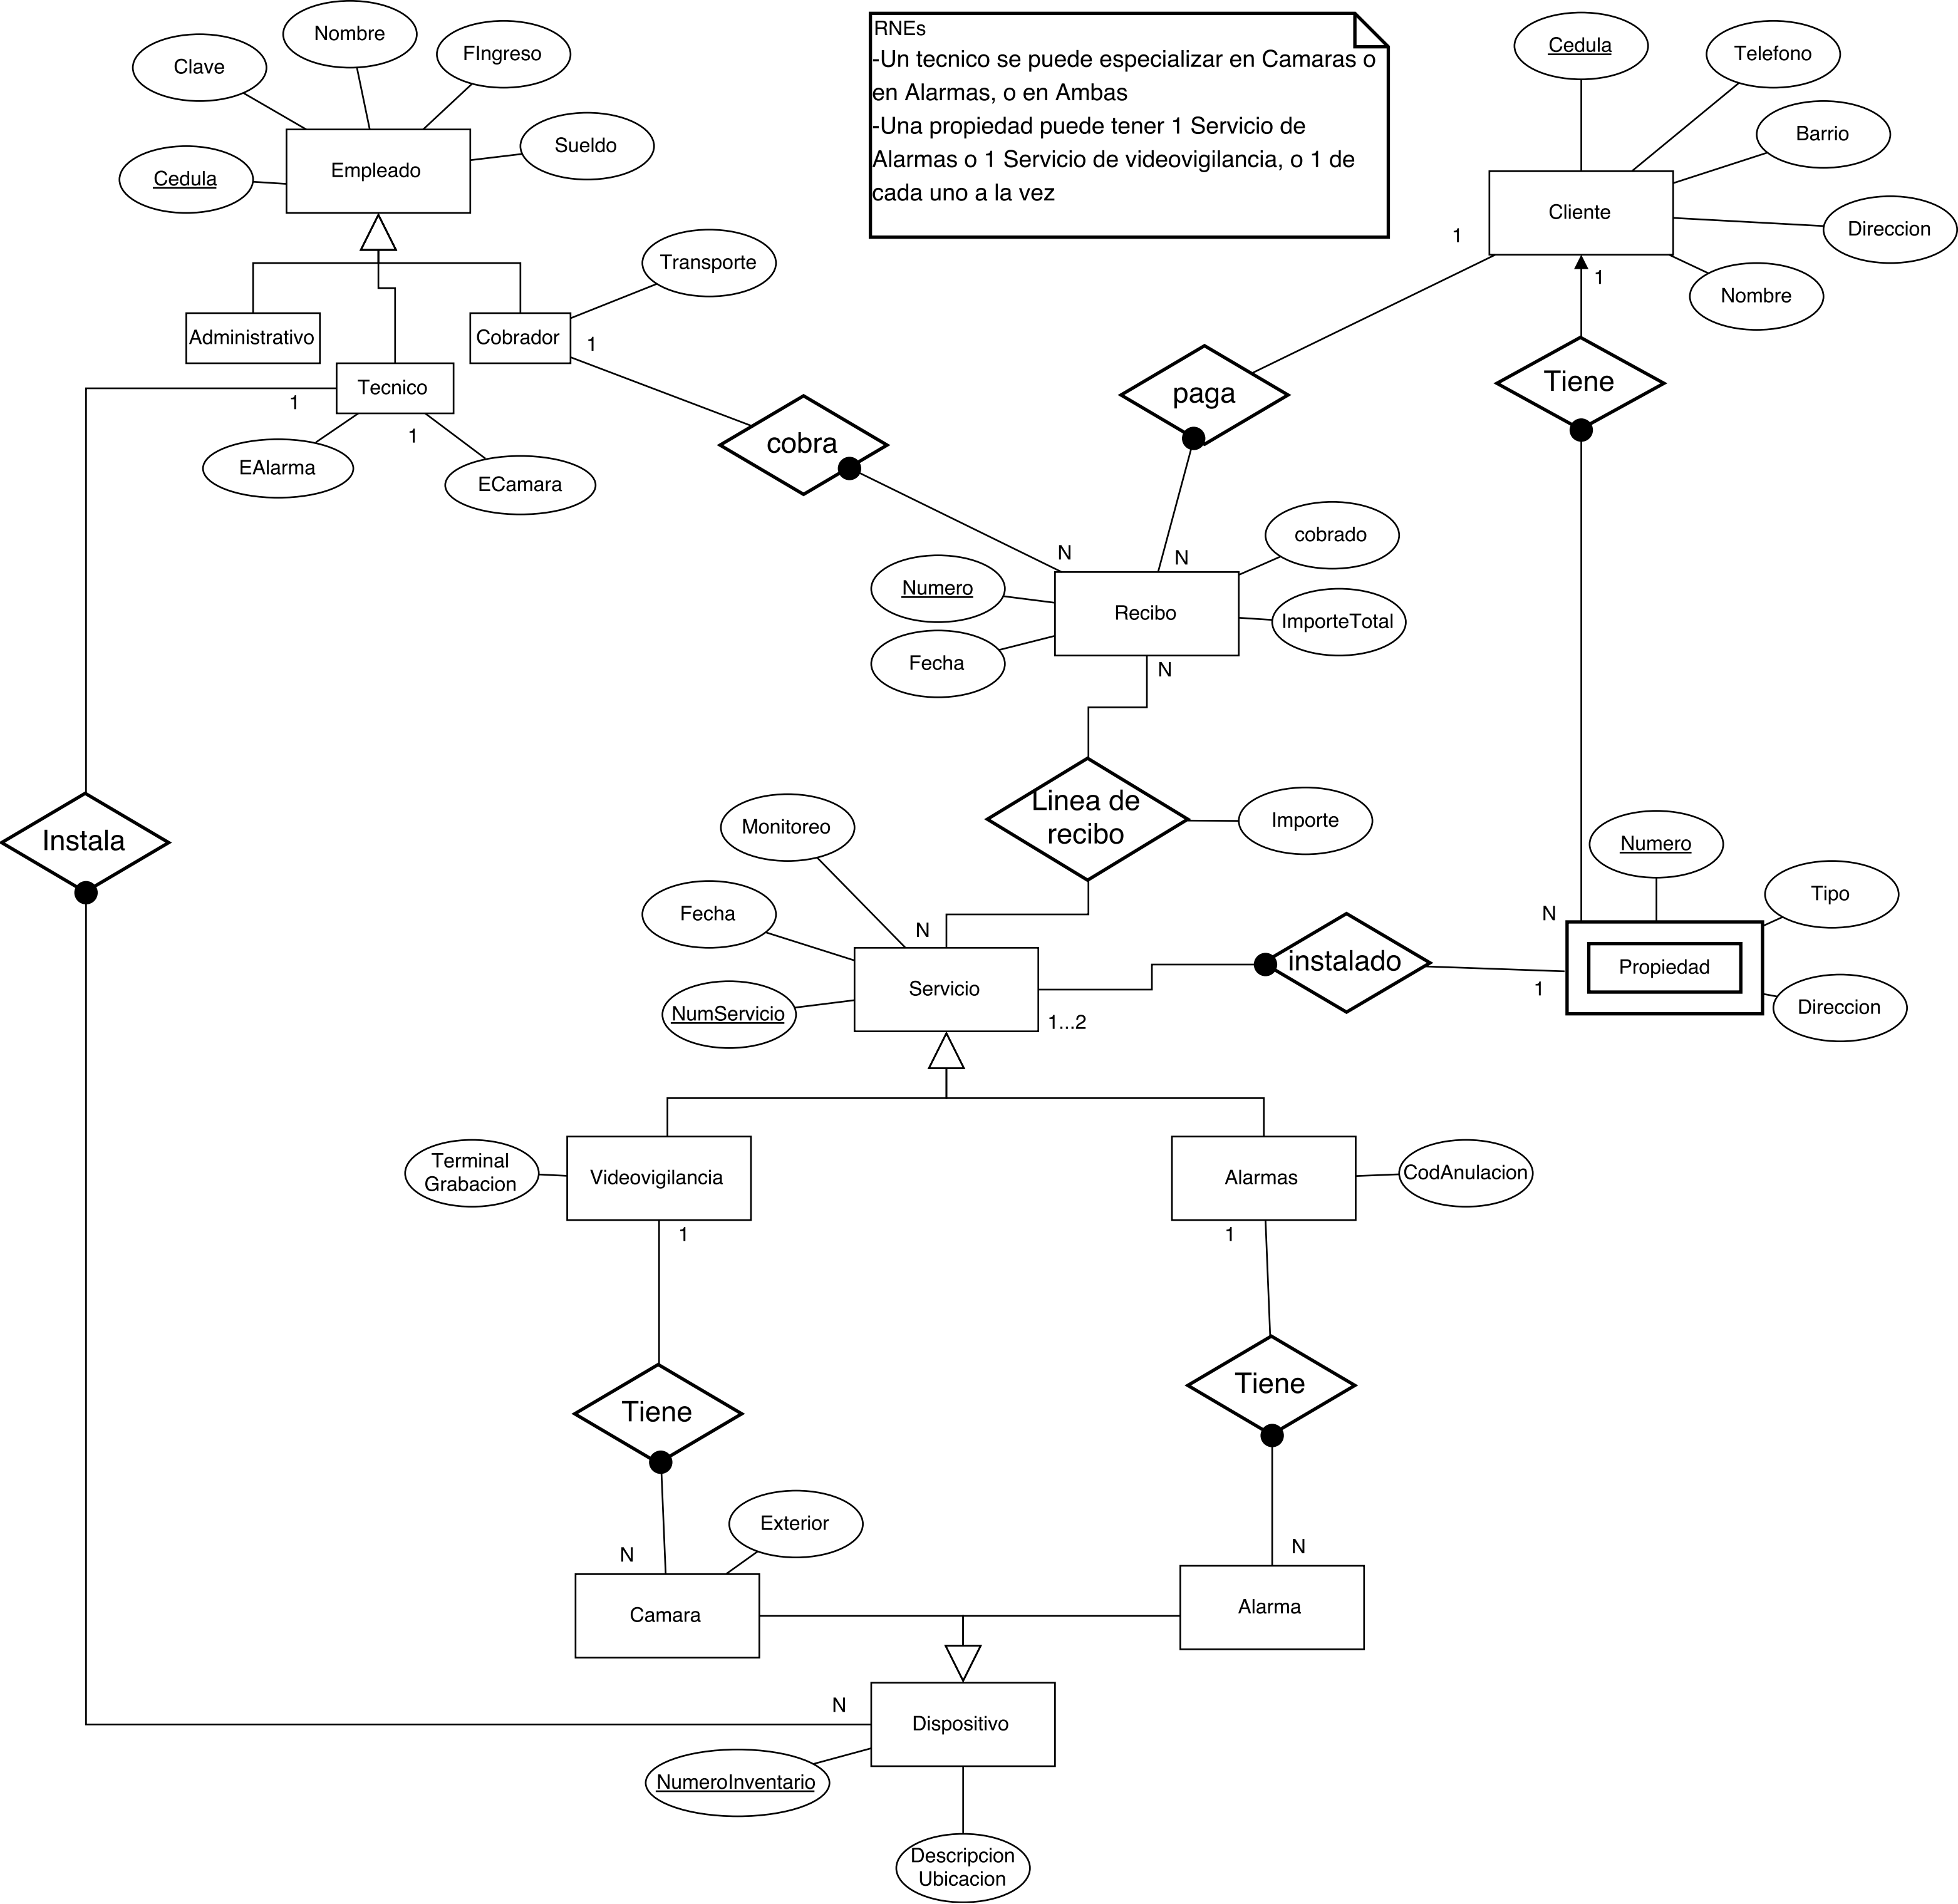 Nombre
FIngreso
Clave
Sueldo
Empleado
Cedula
RNEs
-Un tecnico se puede especializar en Camaras o
en Alarmas, o en Ambas
-Una propiedad puede tener 1 Servicio de
Alarmas o 1 Servicio de videovigilancia, o 1 de
cada uno a la vez
Cedula
Telefono
Barrio
Cliente
Direccion
1
1
Nombre
Transporte
Administrativo
Cobrador
1
Tecnico
1
1
EAlarma
ECamara
cobra
paga
Tiene
N
N
cobrado
Numero
Recibo
ImporteTotal
Fecha
N
Linea de
recibo
Importe
Monitoreo
Instala
Numero
Tipo
Fecha
N
N
instalado
Propiedad
Servicio
1
Direccion
NumServicio
1...2
Terminal
Grabacion
Videovigilancia
Alarmas
CodAnulacion
1
1
Tiene
Tiene
Exterior
N
N
Camara
Alarma
N
Dispositivo
NumeroInventario
Descripcion
Ubicacion